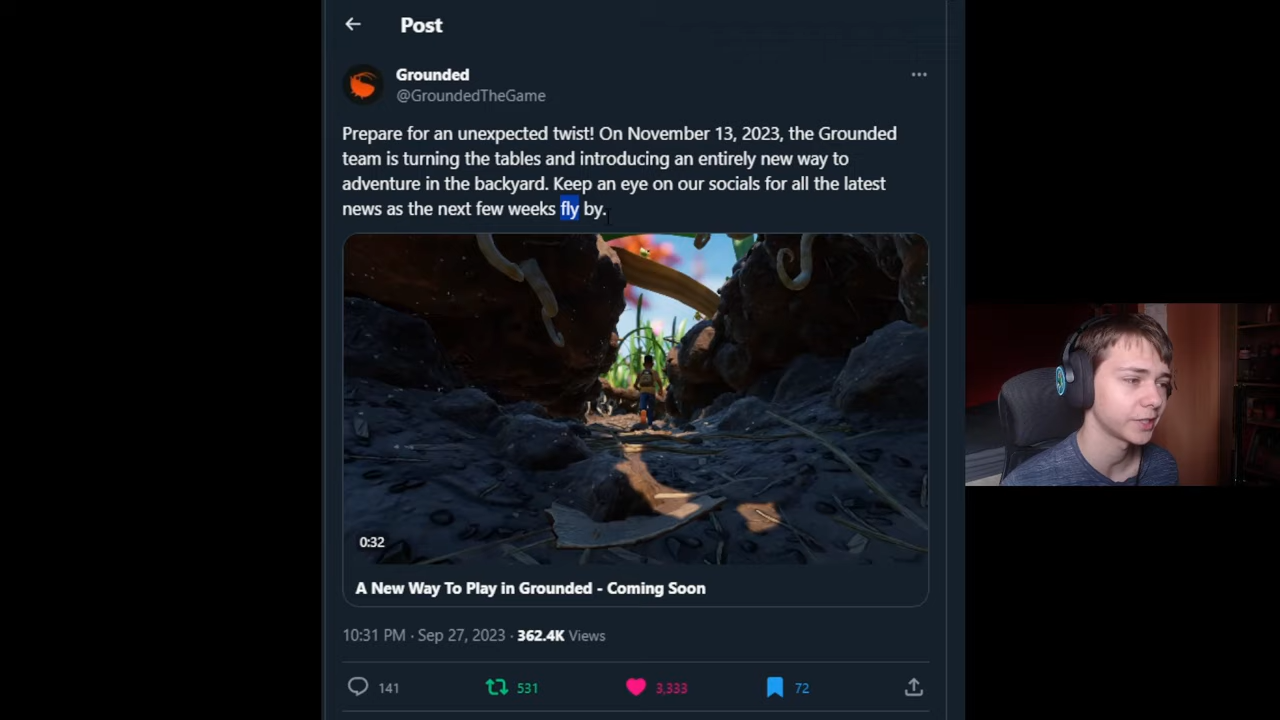 Post
Grounded
@GroundedTheGame
Prepare for an unexpected twist! On November 13, 2023, the Grounded
team is turning the tables and introducing an entirely new way to
adventure in the backyard. Keep an eye on our socials for all the latest
news as the next few weeks fly by.
0:32
A New Way To Play in Grounded - Coming Soon
10:31 PM · Sep 27, 2023 · 362.4K Views
141 531 3,333 72